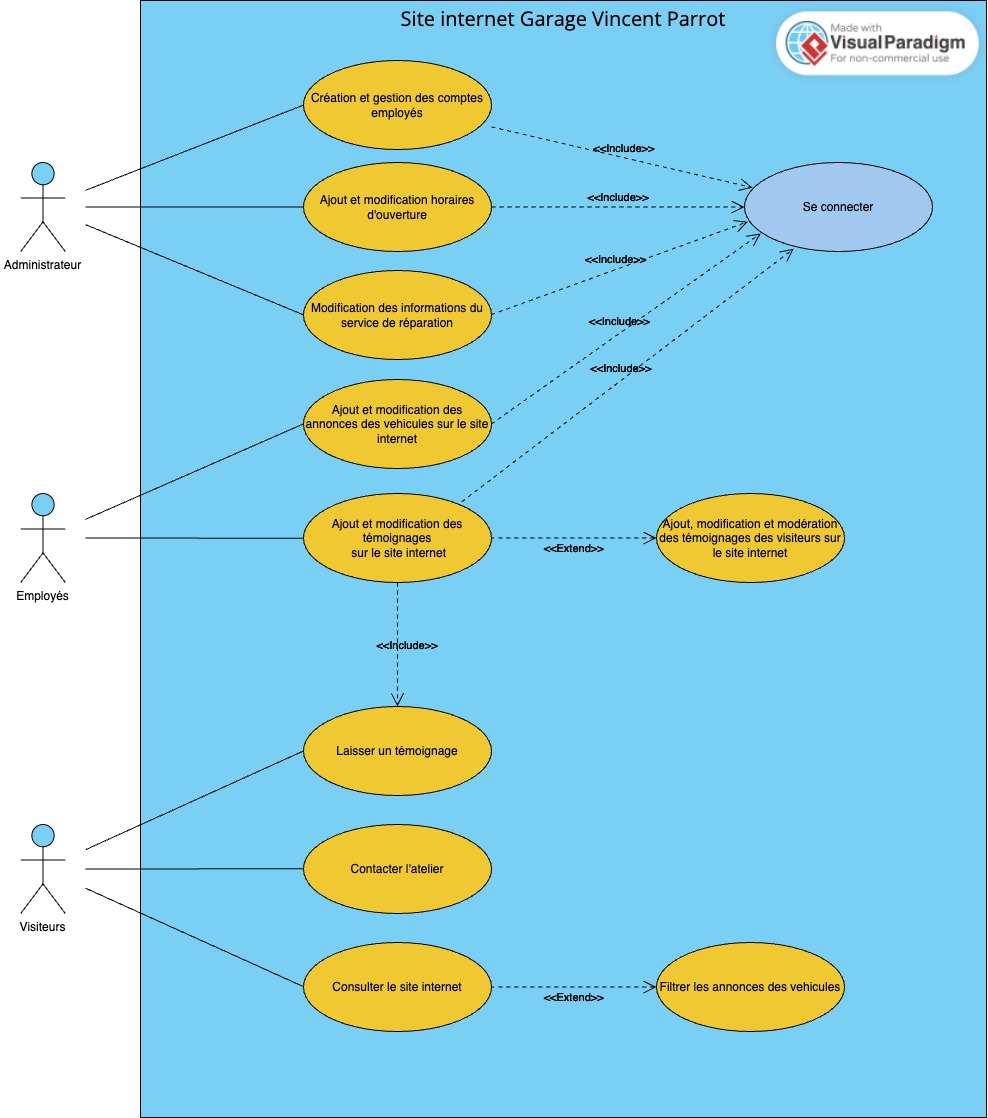 Site internet Garage Vincent Parrot
Made with
VisualParadigm
For non-commercial use
Création et gestion des comptes
employés
<<Include>>
Ajout et modification horaires
d'ouverture
<<Include>>
Se connecter
Administrateur
<<Include>>
Modification des informations du
service de réparation
<<Include>>
<<Include>>
Ajout et modification des
annonces des vehicules sur le site
internet
Ajout et modification des
témoignages
sur le site internet
<<Extend>>
Ajout, modification et modération
des témoignages des visiteurs sur
le site internet
Employés
<<Include>>
Laisser un témoignage
Contacter l'atelier
Visiteurs
Consulter le site internet
<<Extend>>
Filtrer les annonces des vehicules